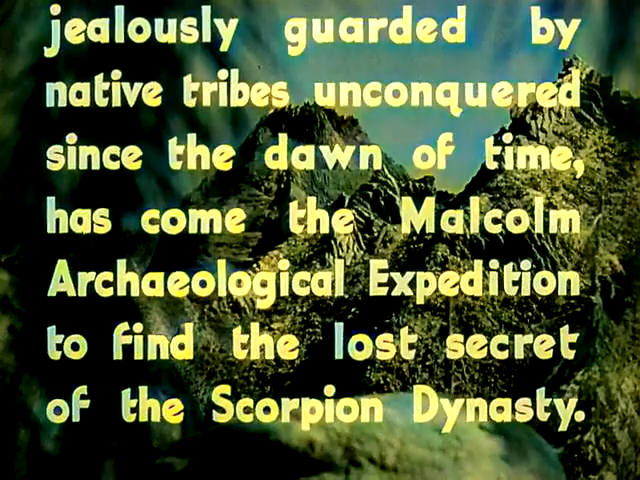 jealously guarded by
native tribes unconquered
since the dawn of time,
has come the Malcolm
Archaeological Expedition
to find the lost secret
of the Scorpion Dynasty.